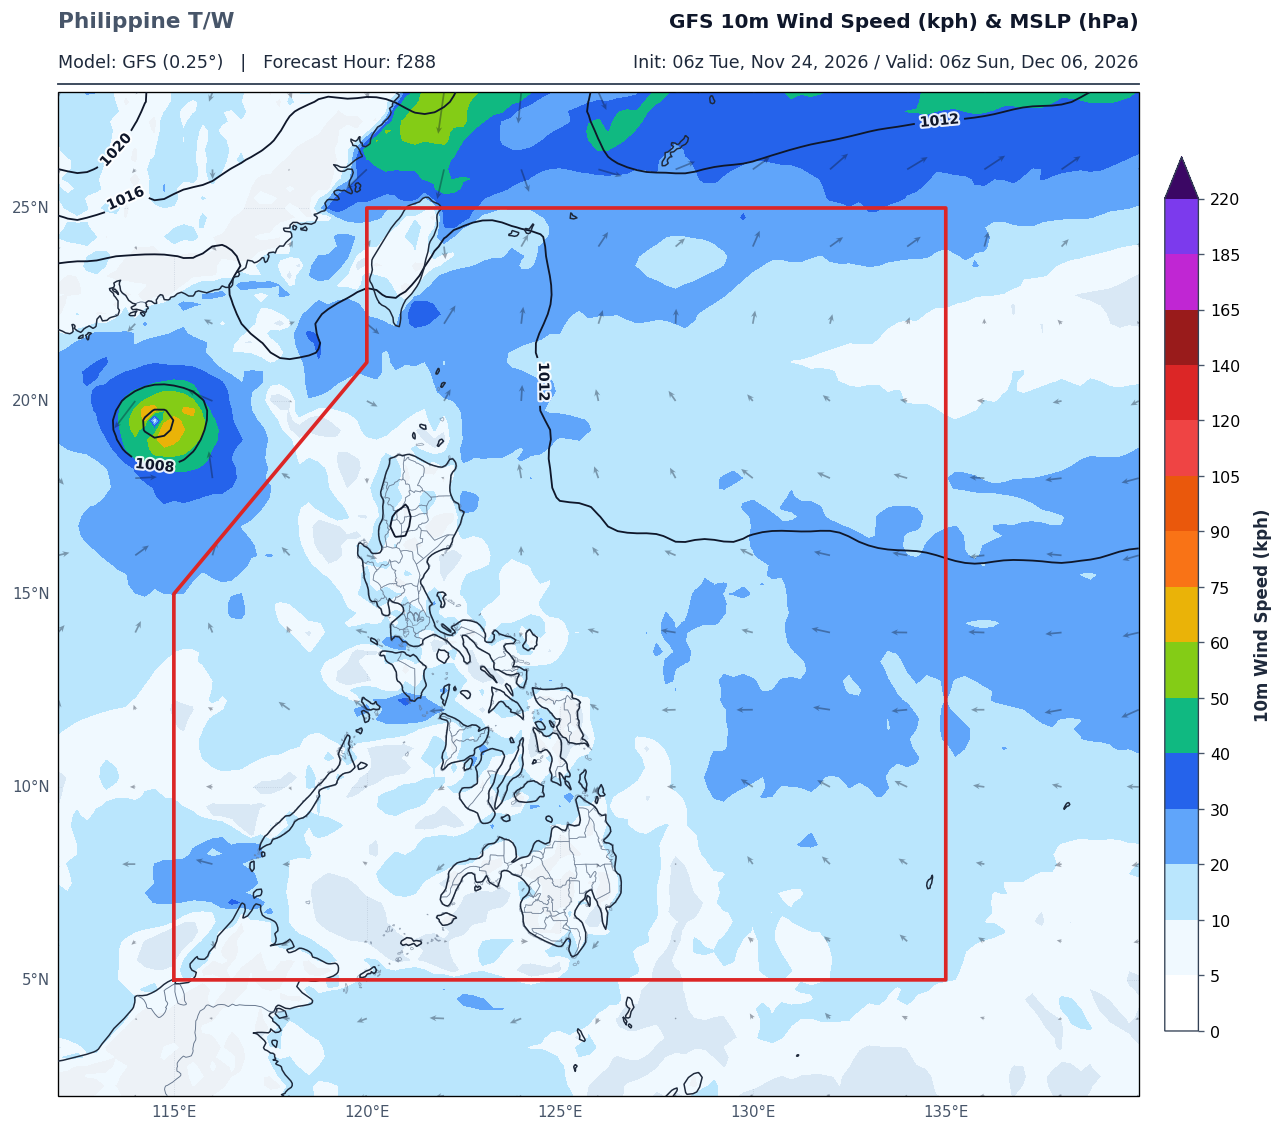 Philippine T/W
GFS 10m Wind Speed (kph) & MSLP (hPa)
Model: GFS (0.25°) | Forecast Hour: f288
Init: 06z Tue, Nov 24, 2026 / Valid: 06z Sun, Dec 06, 2026
1020
1016
1012
1012
1008
25°N
20°N
15°N
10°N
5°N
115°E
120°E
125°E
130°E
135°E
220
185
165
140
120
105
90
75
60
50
40
30
20
10
5
0
10m Wind Speed (kph)